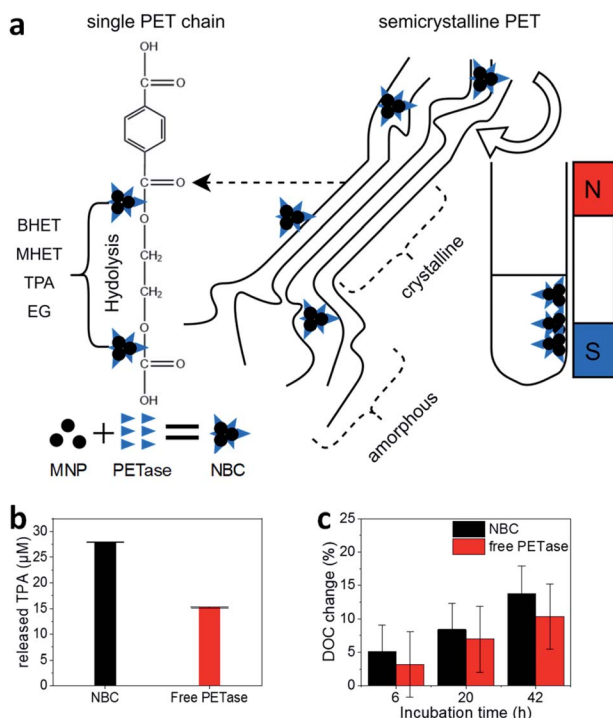 a
single PET chain
semicrystalline PET
OH
C
O
C
O
O
BHET
MHET
TPA
EG
Hydolysis
CH2
CH2
O
C
O
OH
crystalline
amorphous
N
S
MNP
+
PETase
=
NBC
b
released TPA (µM)
30
25
20
15
10
5
0
NBC
Free PETase
c
DOC change (%)
25
20
15
10
5
0
NBC
free PETase
6
20
42
Incubation time (h)